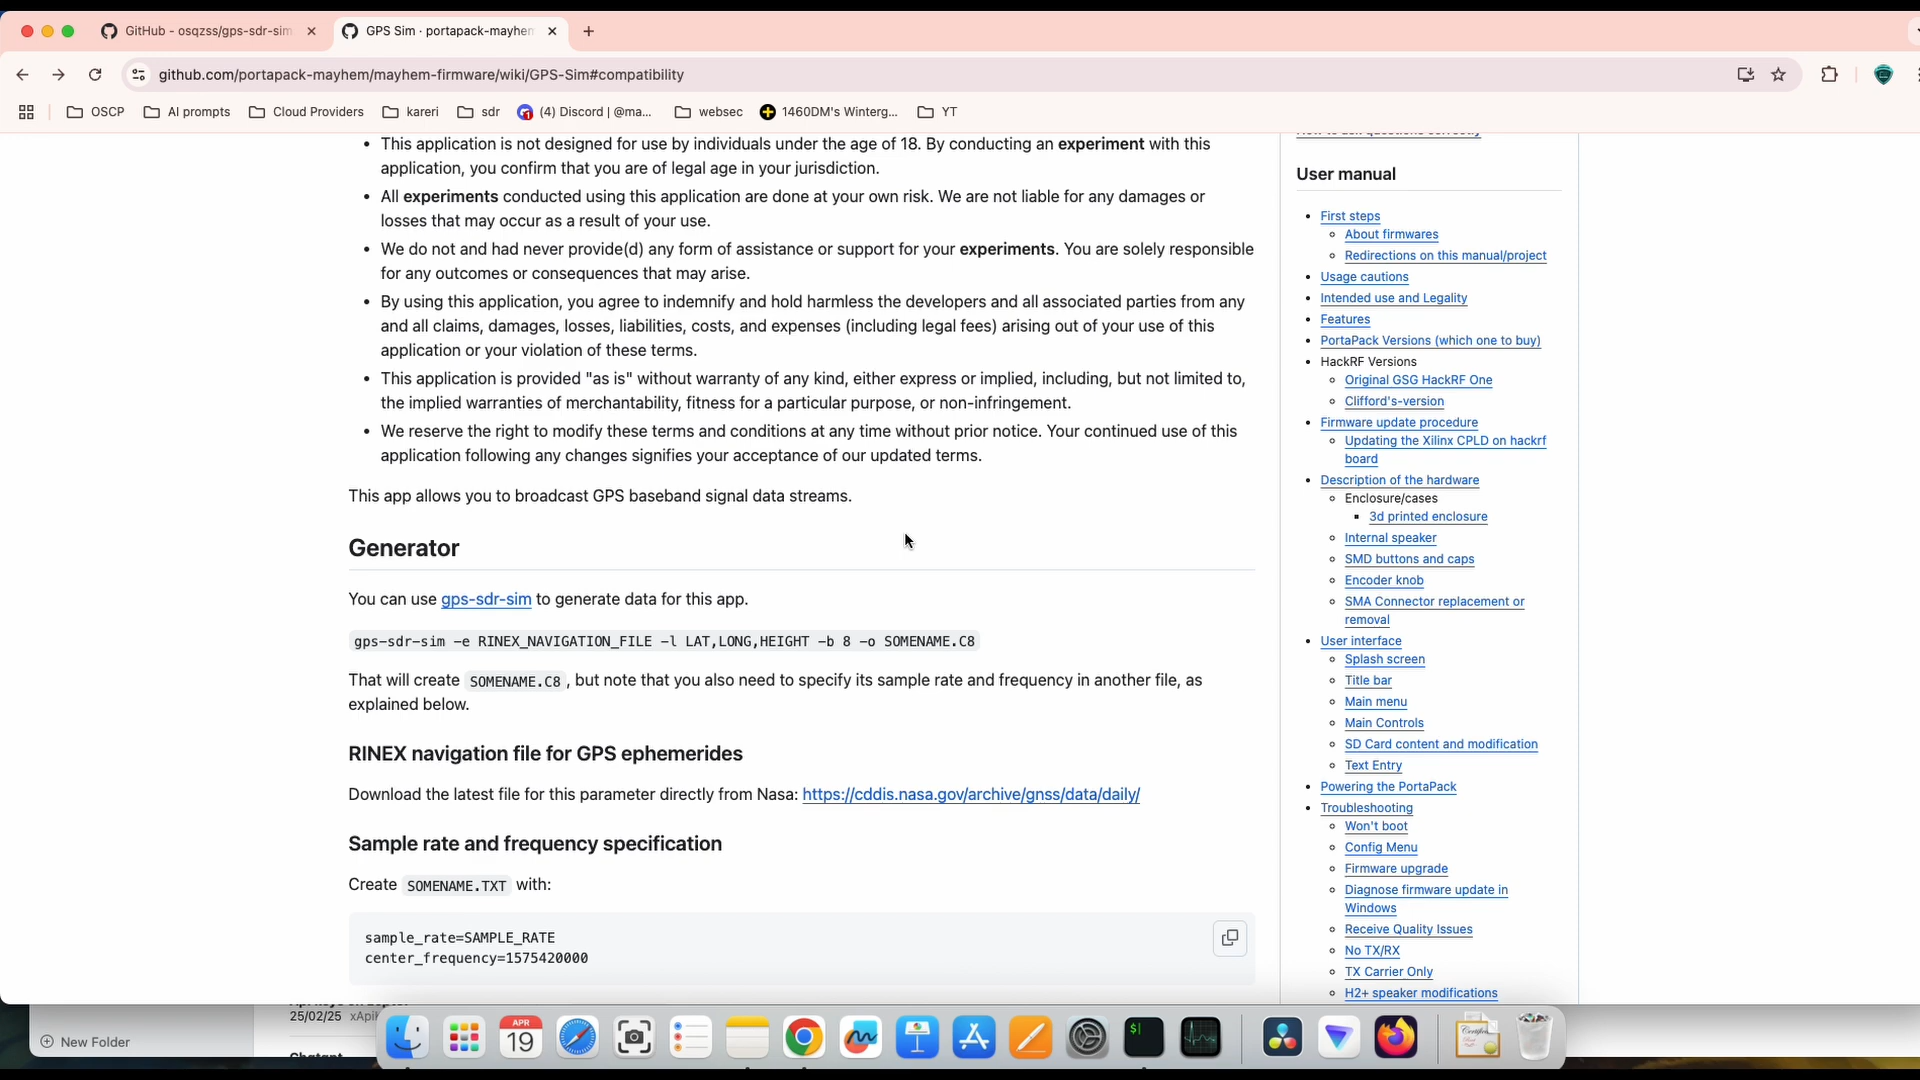 GitHub - osqzss/gps-sdr-sim
GPS Sim · portapack-mayhem
github.com/portapack-mayhem/mayhem-firmware/wiki/GPS-Sim#compatibility
OSCP
AI prompts
Cloud Providers
kareri
sdr
(4) Discord | @ma...
websec
1460DM's Winterg...
YT
This application is not designed for use by individuals under the age of 18. By conducting an experiment with this
application, you confirm that you are of legal age in your jurisdiction.
All experiments conducted using this application are done at your own risk. We are not liable for any damages or
losses that may occur as a result of your use.
We do not and had never provide(d) any form of assistance or support for your experiments. You are solely responsible
for any outcomes or consequences that may arise.
By using this application, you agree to indemnify and hold harmless the developers and all associated parties from any
and all claims, damages, losses, liabilities, costs, and expenses (including legal fees) arising out of your use of this
application or your violation of these terms.
This application is provided "as is" without warranty of any kind, either express or implied, including, but not limited to,
the implied warranties of merchantability, fitness for a particular purpose, or non-infringement.
We reserve the right to modify these terms and conditions at any time without prior notice. Your continued use of this
application following any changes signifies your acceptance of our updated terms.
This app allows you to broadcast GPS baseband signal data streams.
Generator
You can use gps-sdr-sim to generate data for this app.
gps-sdr-sim -e RINEX_NAVIGATION_FILE -l LAT,LONG,HEIGHT -b 8 -o SOMENAME.C8
That will create SOMENAME.C8, but note that you also need to specify its sample rate and frequency in another file, as
explained below.
RINEX navigation file for GPS ephemerides
Download the latest file for this parameter directly from Nasa: https://cddis.nasa.gov/archive/gnss/data/daily/
Sample rate and frequency specification
Create SOMENAME.TXT with:
sample_rate=SAMPLE_RATE
center_frequency=1575420000
How to ask questions correctly
User manual
First steps
About firmwares
Redirections on this manual/project
Usage cautions
Intended use and Legality
Features
PortaPack Versions (which one to buy)
HackRF Versions
Original GSG HackRF One
Clifford's-version
Firmware update procedure
Updating the Xilinx CPLD on hackrf
board
Description of the hardware
Enclosure/cases
3d printed enclosure
Internal speaker
SMD buttons and caps
Encoder knob
SMA Connector replacement or
removal
User interface
Splash screen
Title bar
Main menu
Main Controls
SD Card content and modification
Text Entry
Powering the PortaPack
Troubleshooting
Won't boot
Config Menu
Firmware upgrade
Diagnose firmware update in
Windows
Receive Quality Issues
No TX/RX
TX Carrier Only
H2+ speaker modifications
25/02/25 xApi
New Folder
APR
19